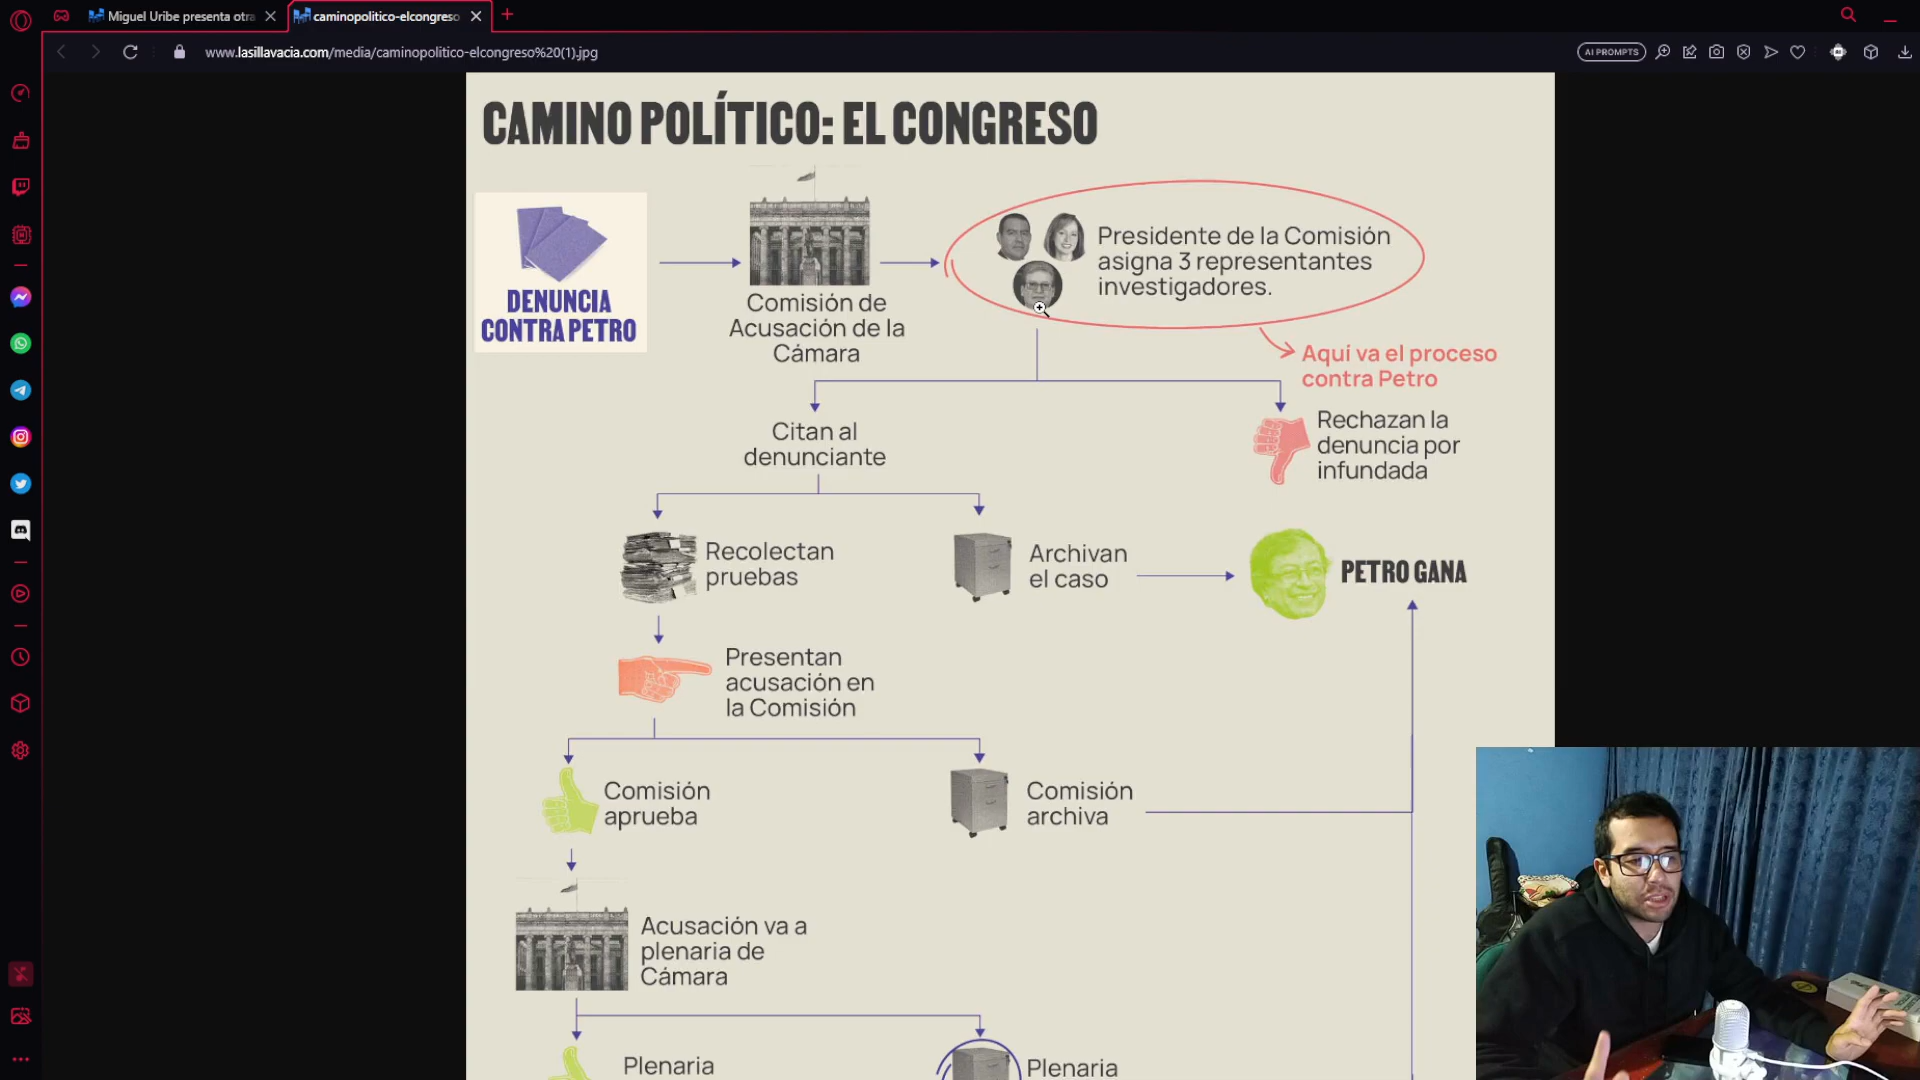 Miguel Uribe presenta otra
caminopolitico-elcongreso
www.lasillavacia.com/media/caminopolitico-elcongreso%20(1).jpg
AI PROMPTS
CAMINO POLÍTICO: EL CONGRESO
DENUNCIA
CONTRA PETRO
Comisión de
Acusación de la
Cámara
Presidente de la Comisión
asigna 3 representantes
investigadores.
Aquí va el proceso
contra Petro
Citan al
denunciante
Rechazan la
denuncia por
infundada
Recolectan
pruebas
Archivan
el caso
PETRO GANA
Presentan
acusación en
la Comisión
Comisión
aprueba
Comisión
archiva
Acusación va a
plenaria de
Cámara
Plenaria
Plenaria